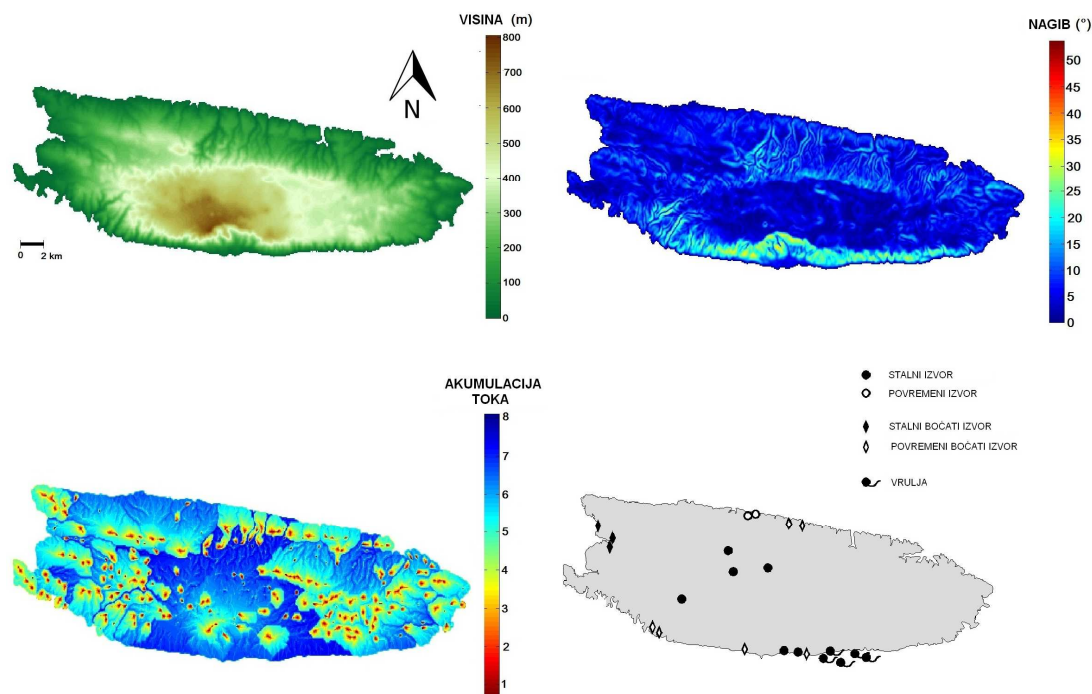 VISINA (m)
800
700
600
500
400
300
200
100
0
N
0 2 km
NAGIB (°)
50
45
40
35
30
25
20
15
10
5
0
AKUMULACIJA
TOKA
8
7
6
5
4
3
2
1
STALNI IZVOR
POVREMENI IZVOR
STALNI BOĆATI IZVOR
POVREMENI BOĆATI IZVOR
VRULJA